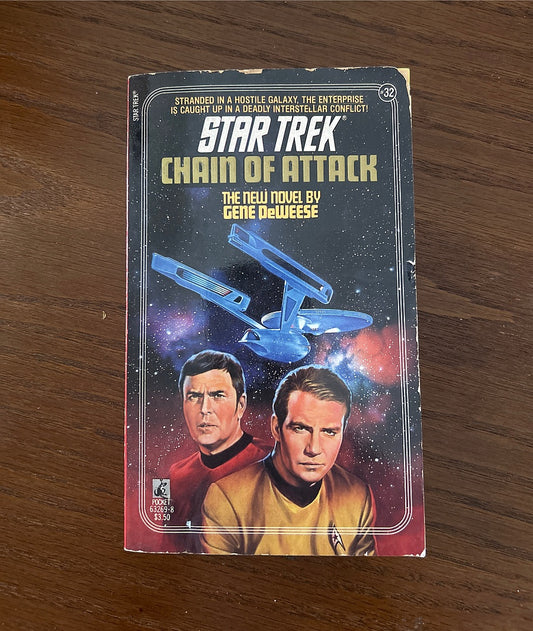 STAR TREK®
#32
STRANDED IN A HOSTILE GALAXY, THE ENTERPRISE
IS CAUGHT UP IN A DEADLY INTERSTELLAR CONFLICT!
STAR TREK®
CHAIN OF ATTACK
THE NEW NOVEL BY
GENE DeWEESE
POCKET
63269-8
$3.50